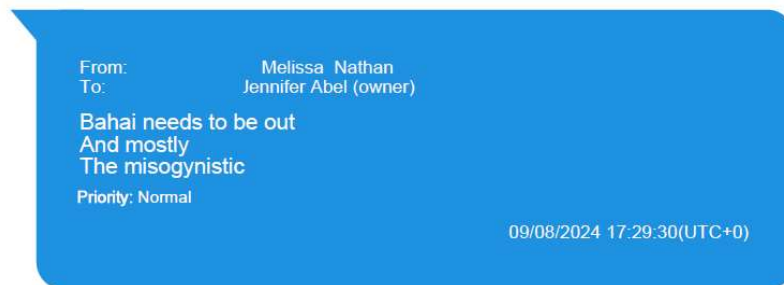 From: Melissa Nathan
To: Jennifer Abel (owner)
Bahai needs to be out
And mostly
The misogynistic
Priority: Normal
09/08/2024 17:29:30(UTC+0)